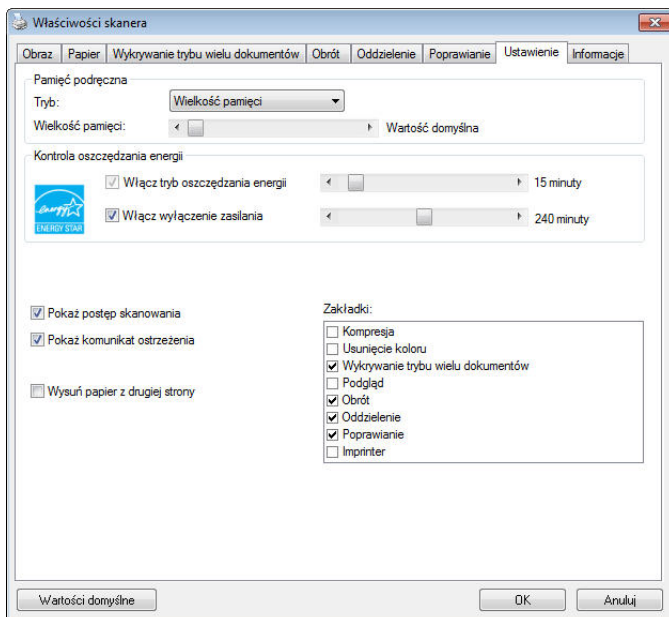 Właściwości skanera
Obraz Papier Wykrywanie trybu wielu dokumentów Obrót Oddzielenie Poprawianie Ustawienie Informacje
Pamięć podręczna
Tryb: Wielkość pamięci
Wielkość pamięci: Wartość domyślna
Kontrola oszczędzania energii
Włącz tryb oszczędzania energii 15 minuty
energy
ENERGY STAR
Włącz wyłączenie zasilania 240 minuty
Pokaż postęp skanowania
Pokaż komunikat ostrzeżenia
Wysuń papier z drugiej strony
Zakładki:
Kompresja
Usunięcie koloru
Wykrywanie trybu wielu dokumentów
Podgląd
Obrót
Oddzielenie
Poprawianie
Imprinter
Wartości domyślne OK Anuluj